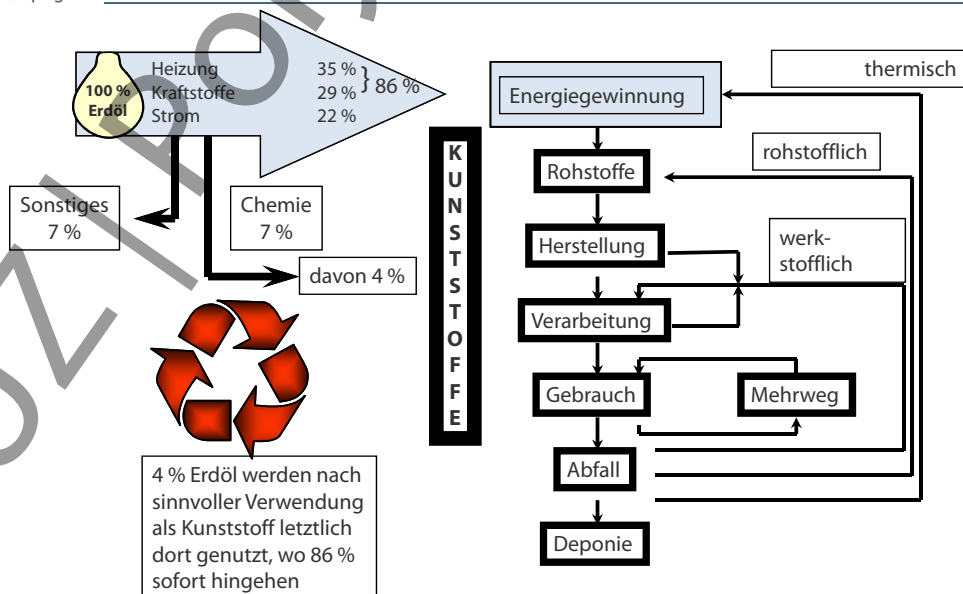 Heizung 35 %
Kraftstoffe 29 % } 86 %
Strom 22 %
100 %
Erdöl
Sonstiges
7 %
Chemie
7 %
davon 4 %
4 % Erdöl werden nach
sinnvoller Verwendung
als Kunststoff letztlich
dort genutzt, wo 86 %
sofort hingehen
KUNSTSTOFFE
thermisch
Energiegewinnung
rohstofflich
Rohstoffe
werk-
stofflich
Herstellung
Verarbeitung
Gebrauch
Mehrweg
Abfall
Deponie